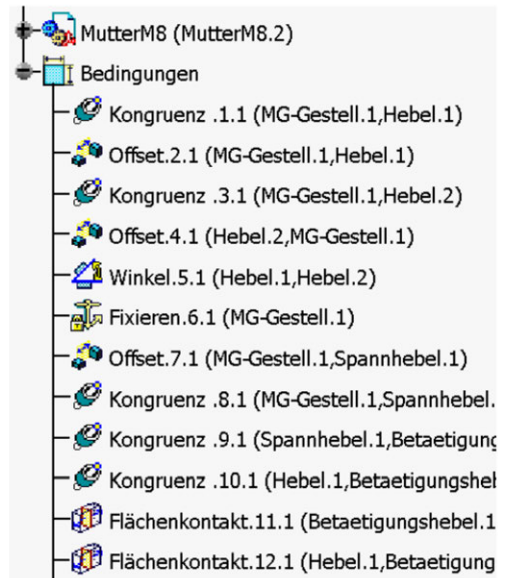 MutterM8 (MutterM8.2)
Bedingungen
Kongruenz .1.1 (MG-Gestell.1,Hebel.1)
Offset.2.1 (MG-Gestell.1,Hebel.1)
Kongruenz .3.1 (MG-Gestell.1,Hebel.2)
Offset.4.1 (Hebel.2,MG-Gestell.1)
Winkel.5.1 (Hebel.1,Hebel.2)
Fixieren.6.1 (MG-Gestell.1)
Offset.7.1 (MG-Gestell.1,Spannhebel.1)
Kongruenz .8.1 (MG-Gestell.1,Spannhebel.
Kongruenz .9.1 (Spannhebel.1,Betaetigung
Kongruenz .10.1 (Hebel.1,Betaetigungshel
Flächenkontakt.11.1 (Betaetigungshebel.1
Flächenkontakt.12.1 (Hebel.1,Betaetigung